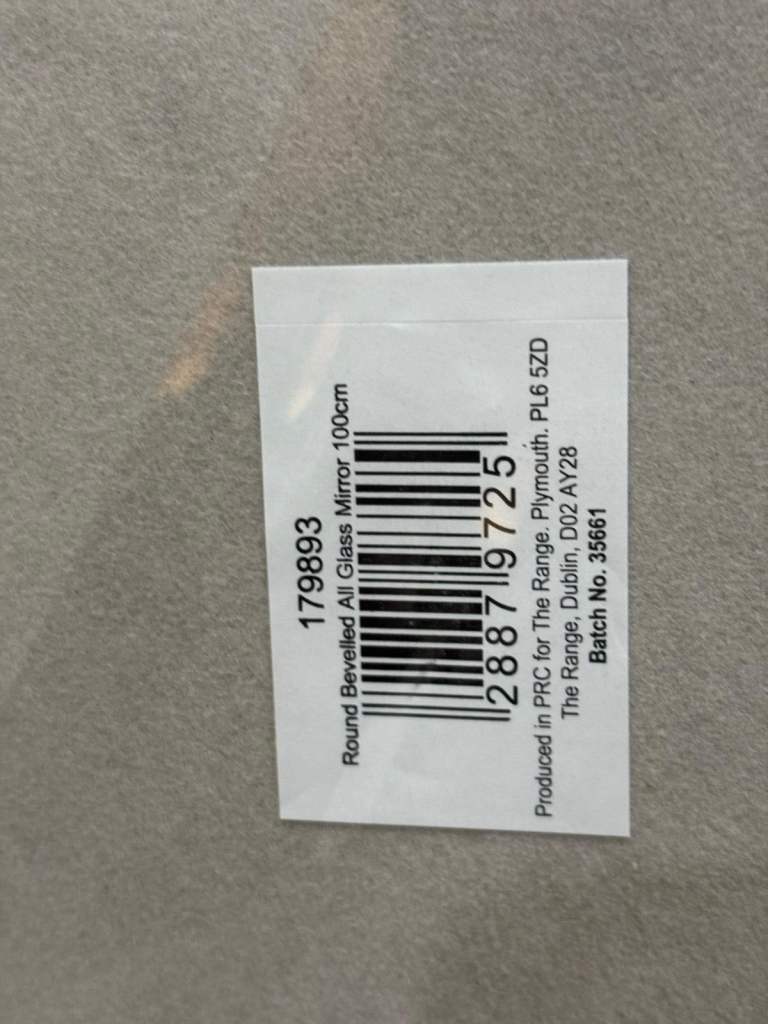 179893
Round Bevelled All Glass Mirror 100cm
2887 9725
Produced in PRC for The Range. Plymouth. PL6 5ZD
The Range, Dublin, D02 AY28
Batch No. 35661